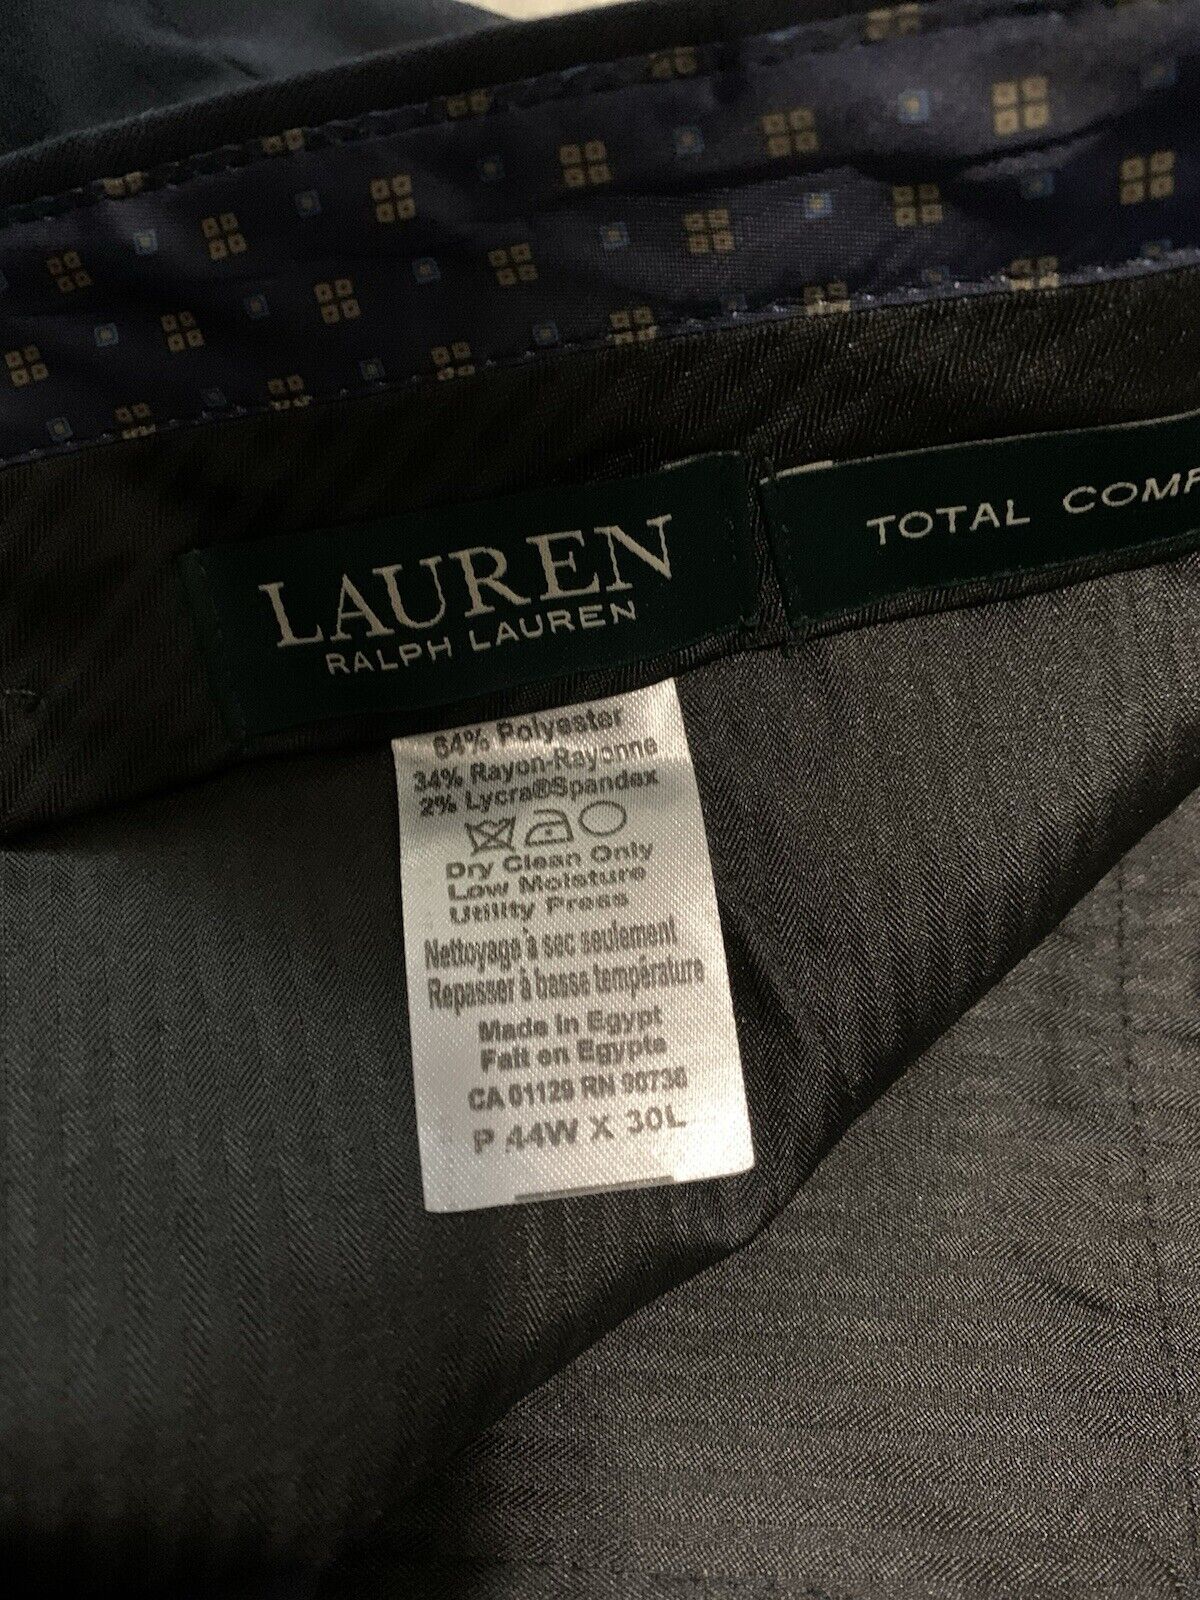 LAUREN
RALPH LAUREN
TOTAL COMF
64% Polyester
34% Rayon-Rayonne
2% Lycra®Spandex
Dry Clean Only
Low Moisture
Utility Press
Nettoyage à sec seulement
Repasser à basse température
Made in Egypt
Fait en Egypte
CA 01129 RN 90736
P 44W X 30L